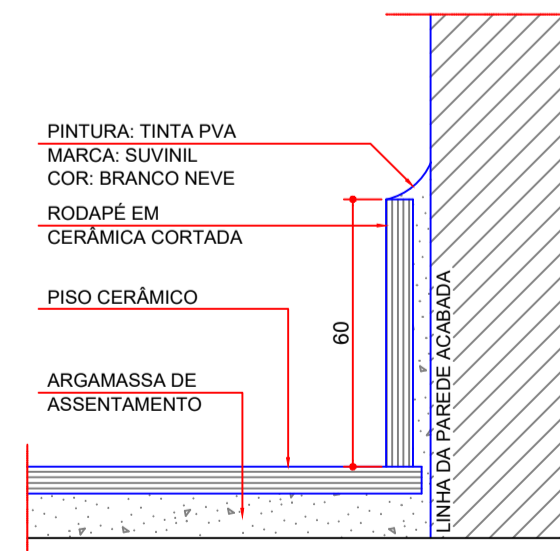 PINTURA: TINTA PVA
MARCA: SUVINIL
COR: BRANCO NEVE
RODAPÉ EM
CERÂMICA CORTADA
PISO CERÂMICO
ARGAMASSA DE
ASSENTAMENTO
60
LINHA DA PAREDE ACABADA